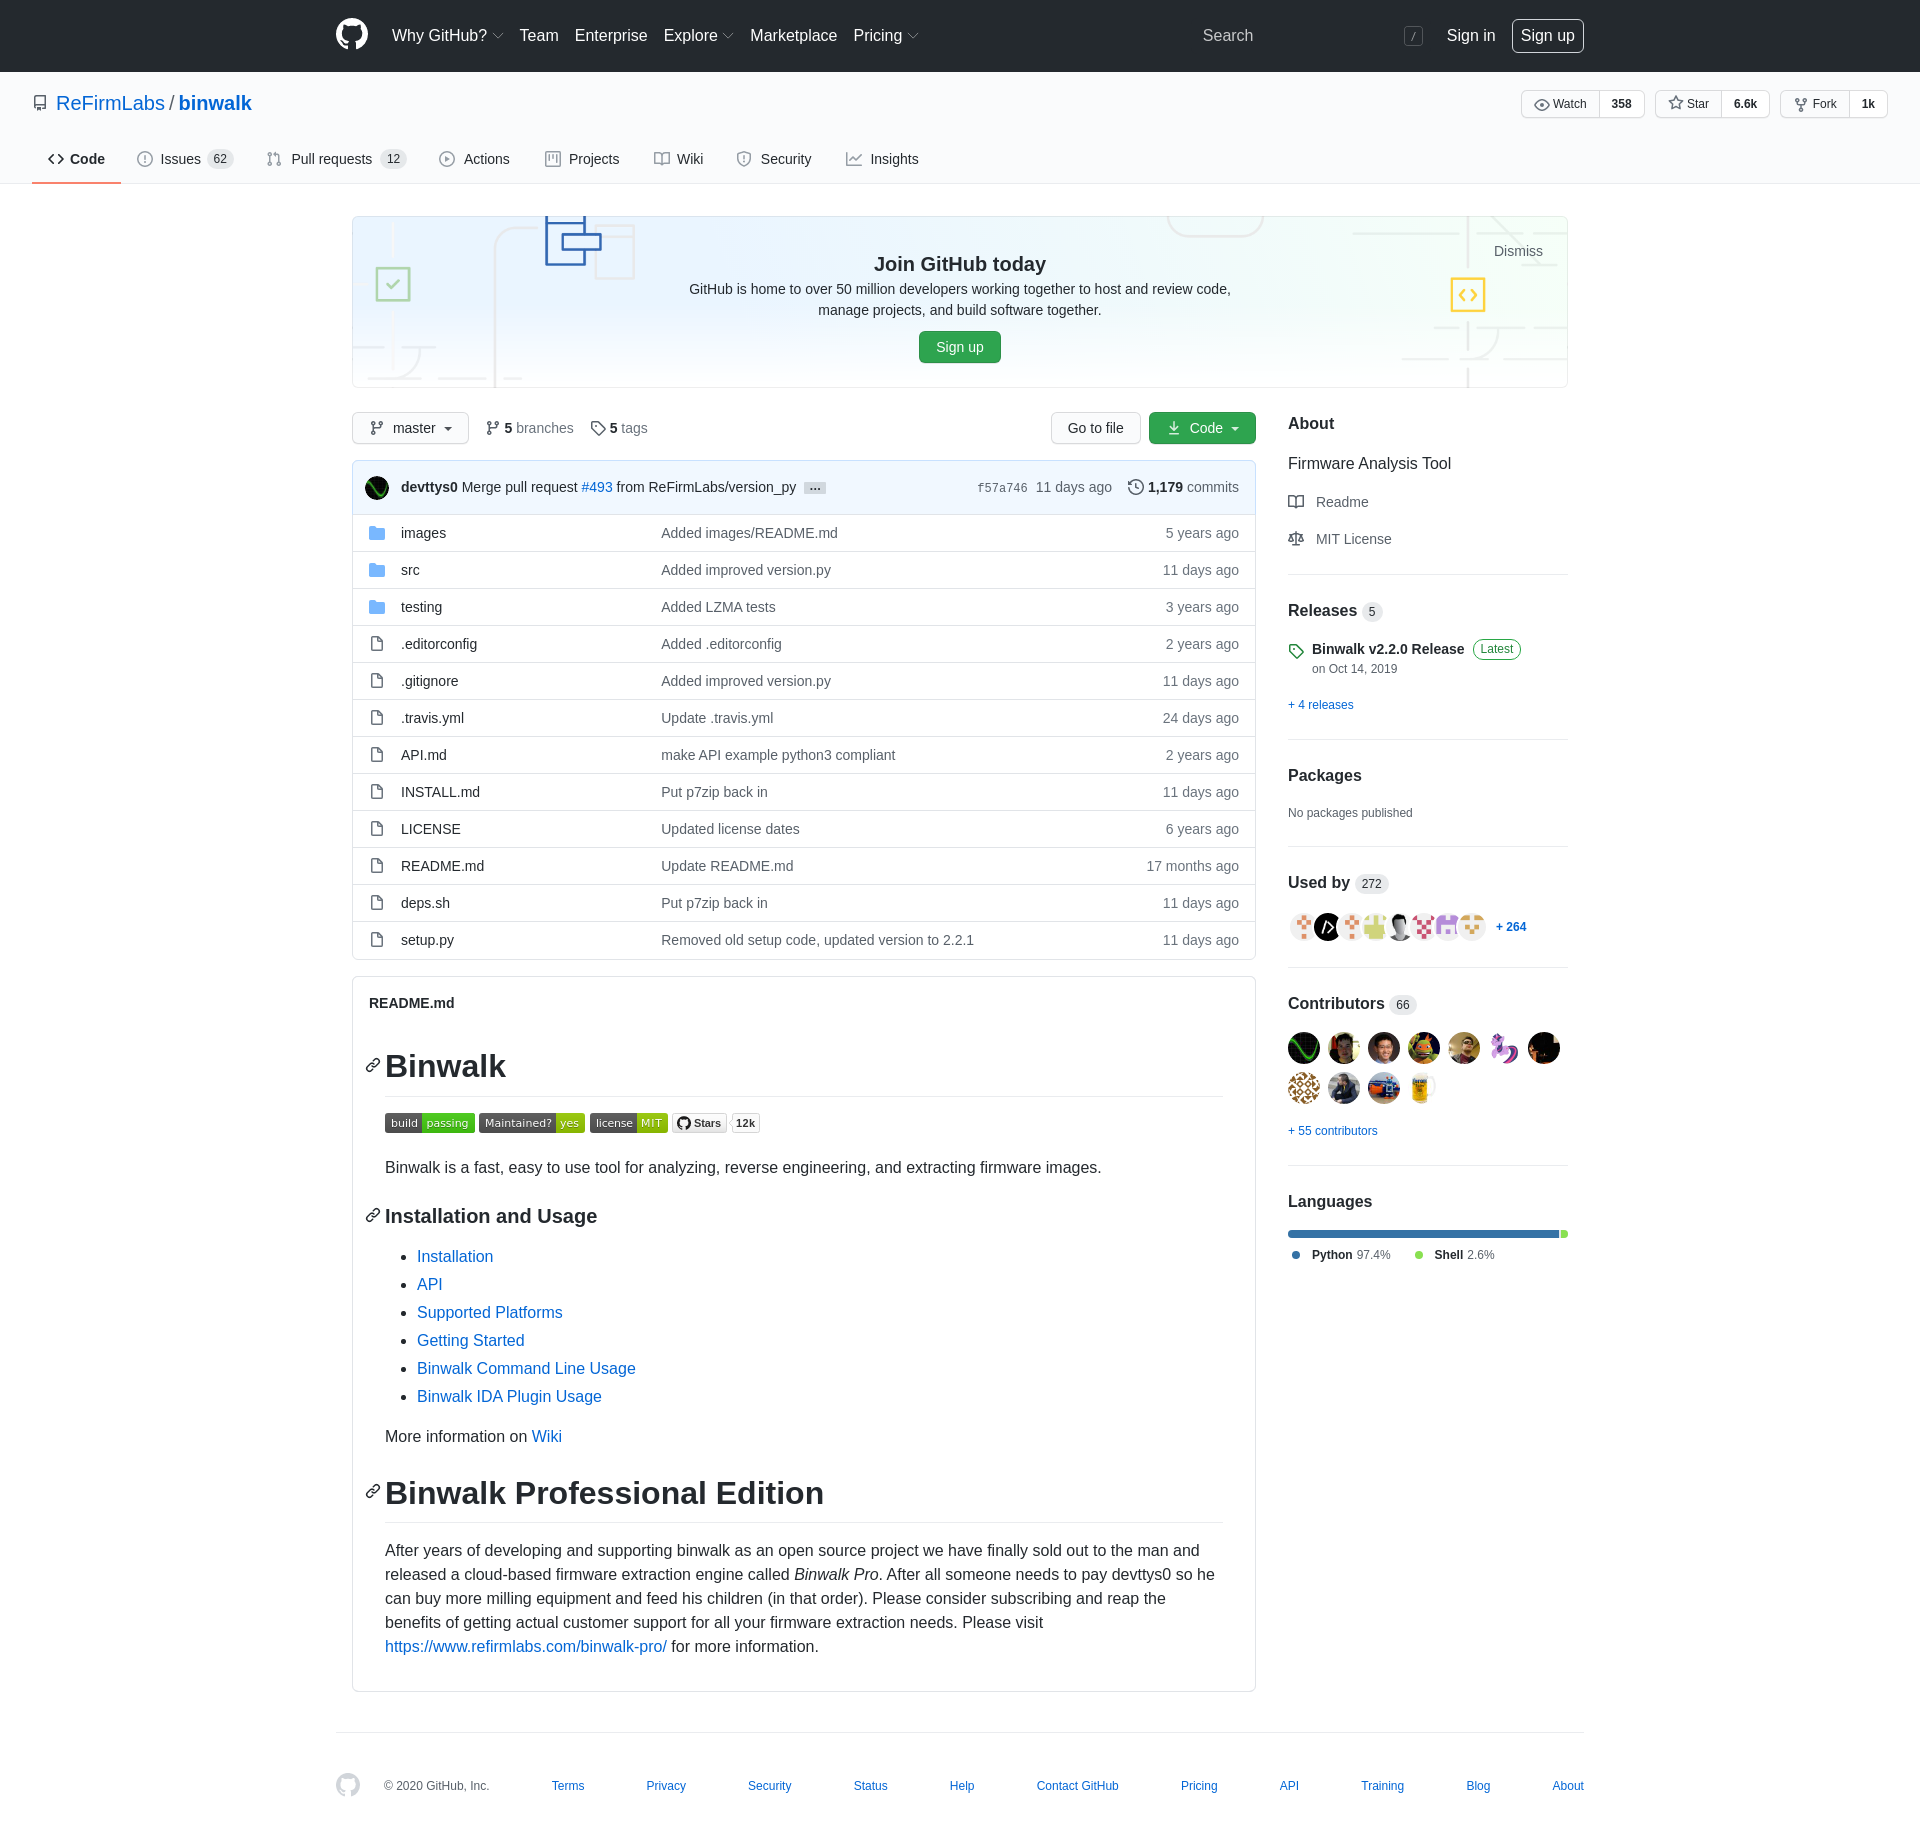 Why GitHub? Team Enterprise Explore Marketplace Pricing Search / Sign in Sign up
ReFirmLabs / binwalk Watch 358 Star 6.6k Fork 1k
Code Issues 62 Pull requests 12 Actions Projects Wiki Security Insights
Dismiss
Join GitHub today
GitHub is home to over 50 million developers working together to host and review code,
manage projects, and build software together.
Sign up
master 5 branches 5 tags Go to file Code
devttys0 Merge pull request #493 from ReFirmLabs/version_py … f57a746 11 days ago 1,179 commits
images Added images/README.md 5 years ago
src Added improved version.py 11 days ago
testing Added LZMA tests 3 years ago
.editorconfig Added .editorconfig 2 years ago
.gitignore Added improved version.py 11 days ago
.travis.yml Update .travis.yml 24 days ago
API.md make API example python3 compliant 2 years ago
INSTALL.md Put p7zip back in 11 days ago
LICENSE Updated license dates 6 years ago
README.md Update README.md 17 months ago
deps.sh Put p7zip back in 11 days ago
setup.py Removed old setup code, updated version to 2.2.1 11 days ago
README.md
Binwalk
build passing Maintained? yes license MIT Stars 12k
Binwalk is a fast, easy to use tool for analyzing, reverse engineering, and extracting firmware images.
Installation and Usage
Installation
API
Supported Platforms
Getting Started
Binwalk Command Line Usage
Binwalk IDA Plugin Usage
More information on Wiki
Binwalk Professional Edition
After years of developing and supporting binwalk as an open source project we have finally sold out to the man and
released a cloud-based firmware extraction engine called Binwalk Pro. After all someone needs to pay devttys0 so he
can buy more milling equipment and feed his children (in that order). Please consider subscribing and reap the
benefits of getting actual customer support for all your firmware extraction needs. Please visit
https://www.refirmlabs.com/binwalk-pro/ for more information.
About
Firmware Analysis Tool
Readme
MIT License
Releases 5
Binwalk v2.2.0 Release Latest
on Oct 14, 2019
+ 4 releases
Packages
No packages published
Used by 272
+ 264
Contributors 66
+ 55 contributors
Languages
Python 97.4% Shell 2.6%
© 2020 GitHub, Inc. Terms Privacy Security Status Help Contact GitHub Pricing API Training Blog About